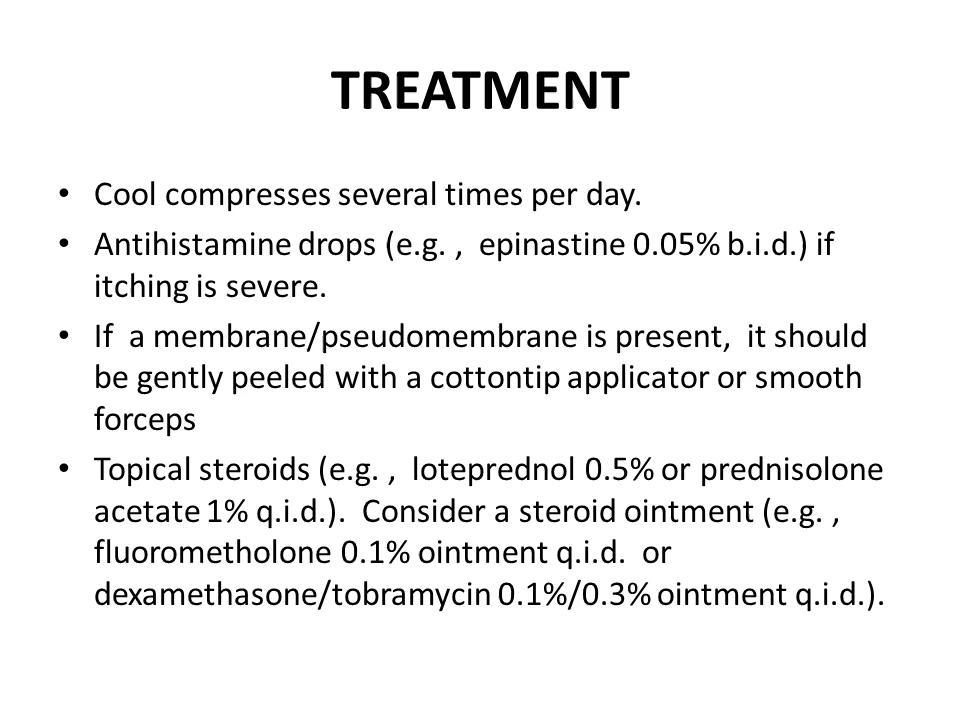 TREATMENT
• Cool compresses several times per day.
• Antihistamine drops (e.g. ,  epinastine 0.05% b.i.d.) if
itching is severe.
• If  a membrane/pseudomembrane is present,  it should
be gently peeled with a cottontip applicator or smooth
forceps
• Topical steroids (e.g. ,  loteprednol 0.5% or prednisolone
acetate 1% q.i.d.).  Consider a steroid ointment (e.g. ,
fluorometholone 0.1% ointment q.i.d.  or
dexamethasone/tobramycin 0.1%/0.3% ointment q.i.d.).